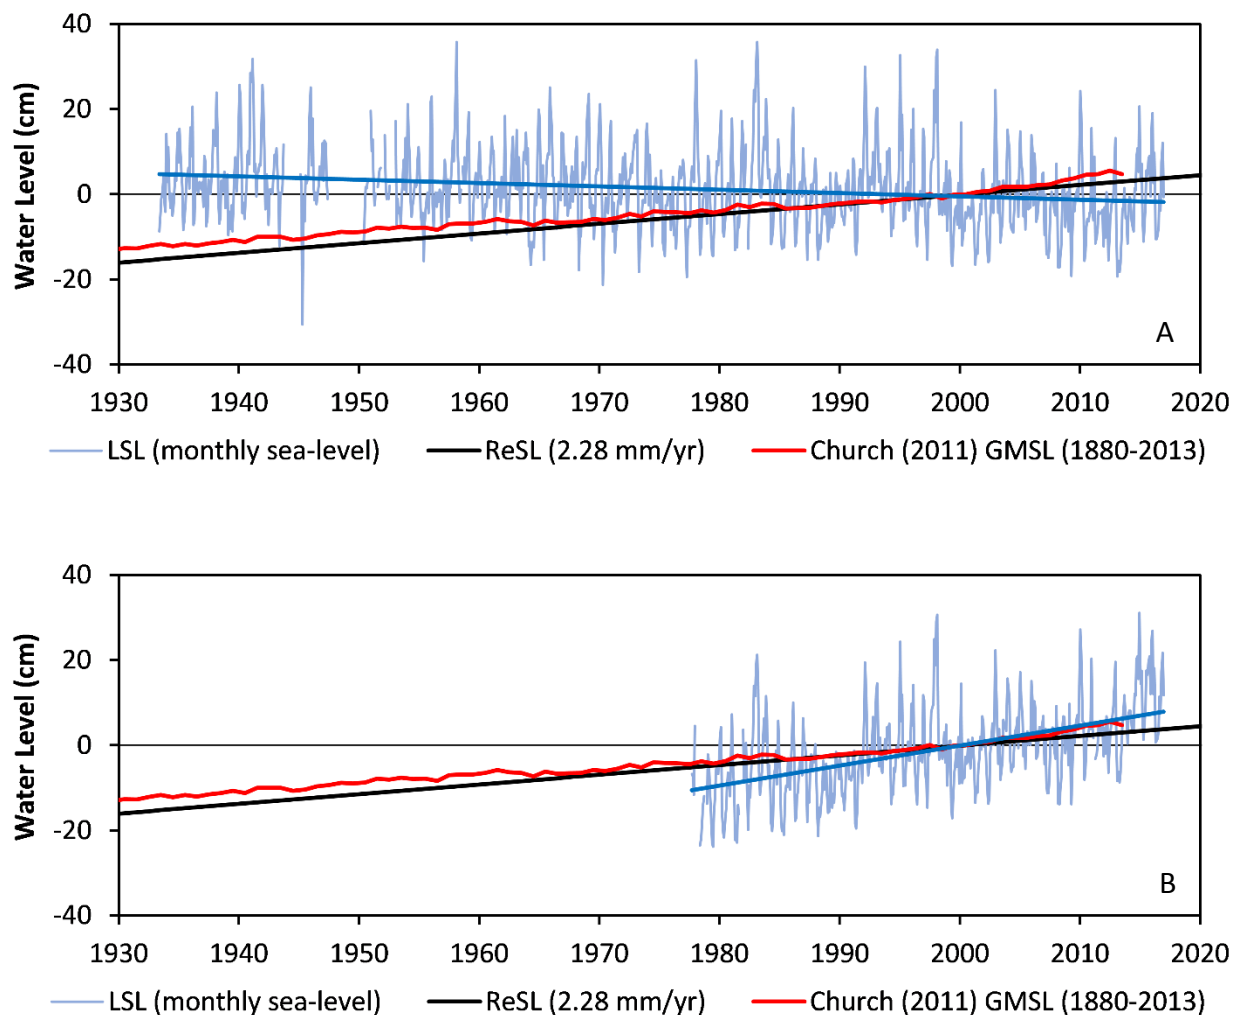 40
20
0
-20
-40
Water Level (cm)
A
1930 1940 1950 1960 1970 1980 1990 2000 2010 2020
LSL (monthly sea-level) ReSL (2.28 mm/yr) Church (2011) GMSL (1880-2013)
40
20
0
-20
-40
Water Level (cm)
B
1930 1940 1950 1960 1970 1980 1990 2000 2010 2020
LSL (monthly sea-level) ReSL (2.28 mm/yr) Church (2011) GMSL (1880-2013)